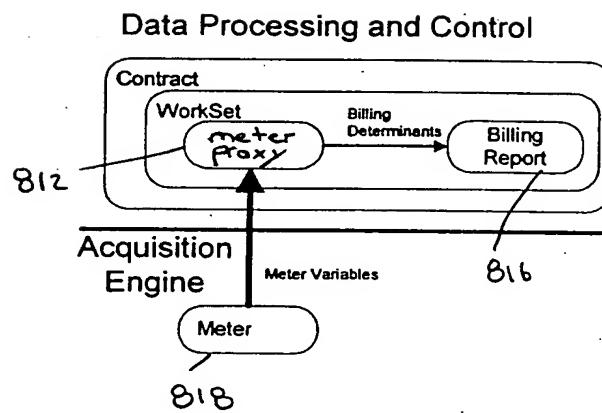 Data Processing and Control
Contract
WorkSet
meter
proxy
Billing
Determinants
Billing
Report
812
Acquisition
Engine
Meter Variables
816
Meter
818